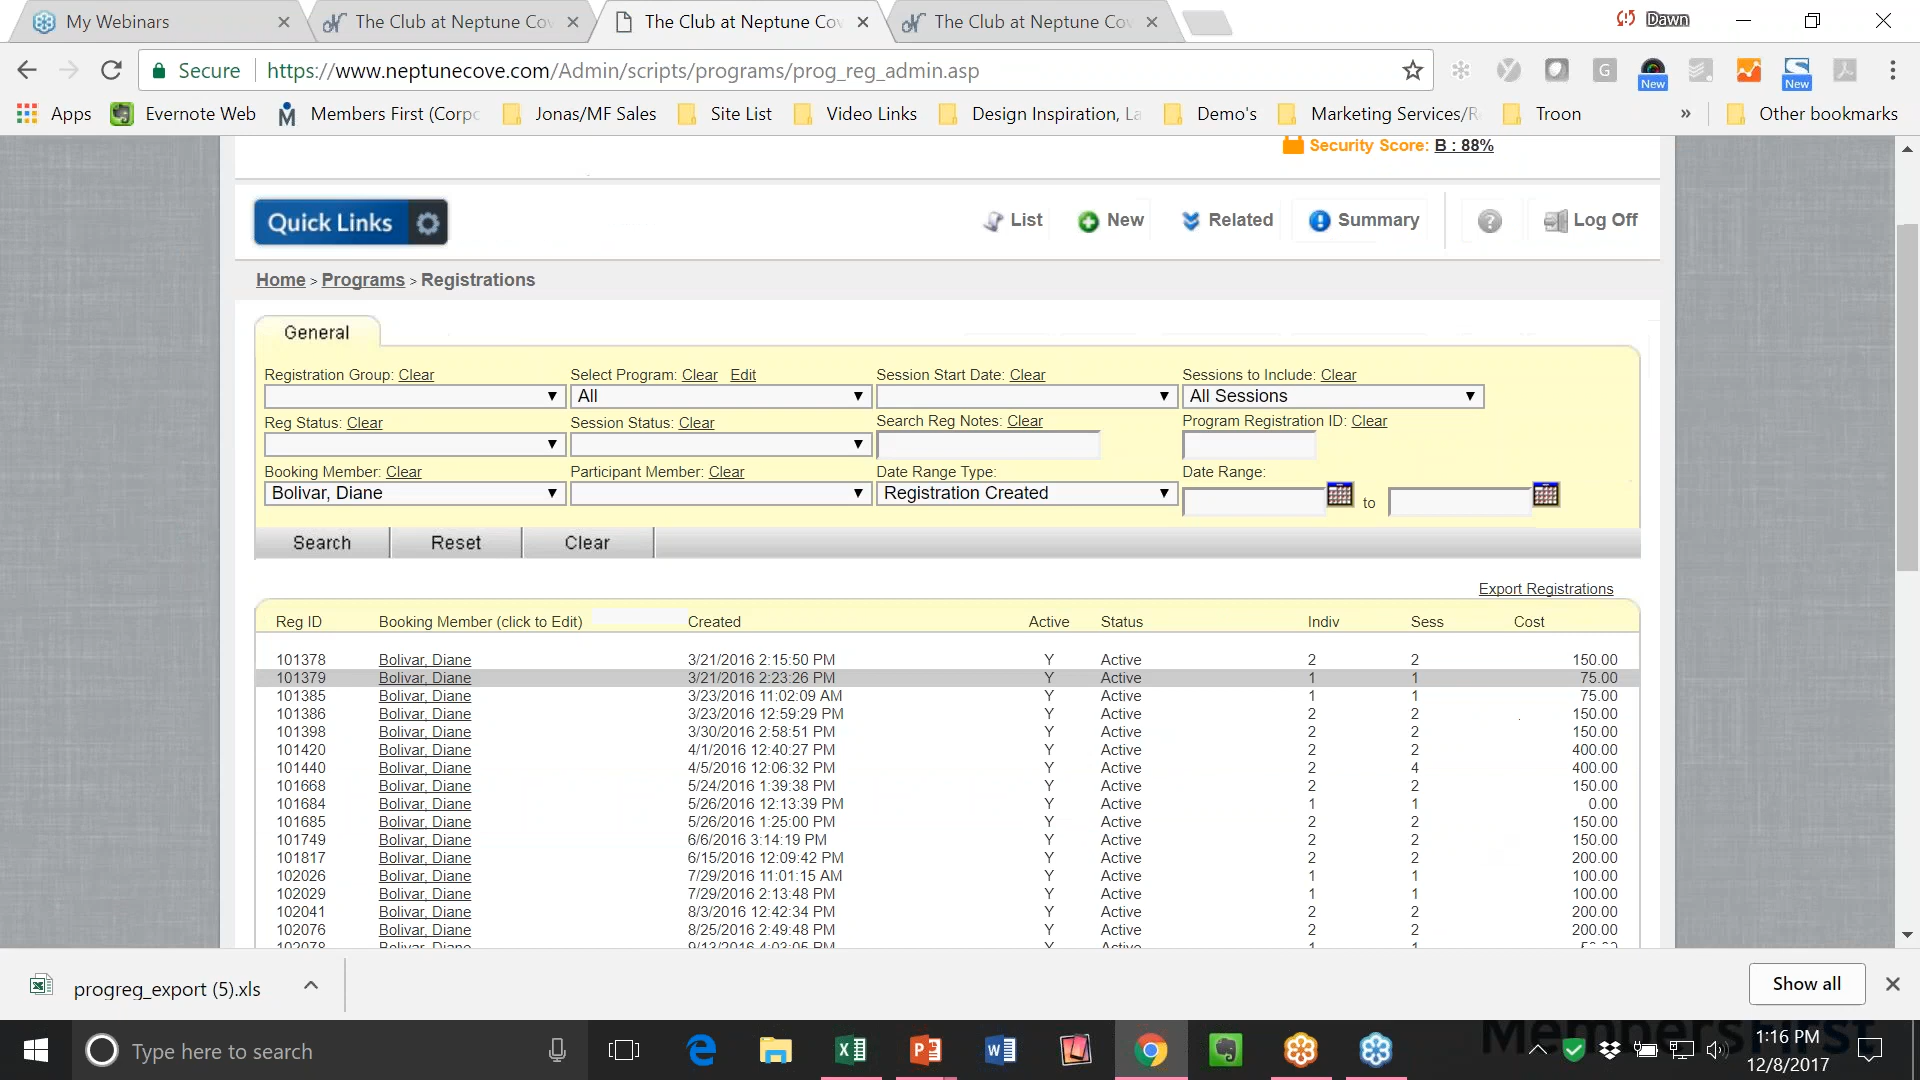 My Webinars
The Club at Neptune Cov
The Club at Neptune Cov
The Club at Neptune Cov
Dawn
Secure
https://www.neptunecove.com/Admin/scripts/programs/prog_reg_admin.asp
G
New
New
Apps
Evernote Web
Members First (Corpo
Jonas/MF Sales
Site List
Video Links
Design Inspiration, La
Demo's
Marketing Services/R
Troon
»
Other bookmarks
Security Score: B : 88%
Quick Links
List
New
Related
Summary
Log Off
Home > Programs > Registrations
General
Registration Group: Clear
Select Program: Clear Edit
Session Start Date: Clear
Sessions to Include: Clear
All
All Sessions
Reg Status: Clear
Session Status: Clear
Search Reg Notes: Clear
Program Registration ID: Clear
Booking Member: Clear
Participant Member: Clear
Date Range Type:
Date Range:
Bolivar, Diane
Registration Created
to
Search
Reset
Clear
Export Registrations
Reg ID Booking Member (click to Edit) Created Active Status Indiv Sess Cost
101378 Bolivar, Diane 3/21/2016 2:15:50 PM Y Active 2 2 150.00
101379 Bolivar, Diane 3/21/2016 2:23:26 PM Y Active 1 1 75.00
101385 Bolivar, Diane 3/23/2016 11:02:09 AM Y Active 1 1 75.00
101386 Bolivar, Diane 3/23/2016 12:59:29 PM Y Active 2 2 150.00
101398 Bolivar, Diane 3/30/2016 2:58:51 PM Y Active 2 2 150.00
101420 Bolivar, Diane 4/1/2016 12:40:27 PM Y Active 2 2 400.00
101440 Bolivar, Diane 4/5/2016 12:06:32 PM Y Active 2 4 400.00
101668 Bolivar, Diane 5/24/2016 1:39:38 PM Y Active 2 2 150.00
101684 Bolivar, Diane 5/26/2016 12:13:39 PM Y Active 1 1 0.00
101685 Bolivar, Diane 5/26/2016 1:25:00 PM Y Active 2 2 150.00
101749 Bolivar, Diane 6/6/2016 3:14:19 PM Y Active 2 2 150.00
101817 Bolivar, Diane 6/15/2016 12:09:42 PM Y Active 2 2 200.00
102026 Bolivar, Diane 7/29/2016 11:01:15 AM Y Active 1 1 100.00
102029 Bolivar, Diane 7/29/2016 2:13:48 PM Y Active 1 1 100.00
102041 Bolivar, Diane 8/3/2016 12:42:34 PM Y Active 2 2 200.00
102076 Bolivar, Diane 8/25/2016 2:49:48 PM Y Active 2 2 200.00
102078 Bolivar, Diane 9/13/2016 4:03:05 PM Y Active 1 1
progreg_export (5).xls
Show all
Type here to search
MembersFirst
1:16 PM
12/8/2017